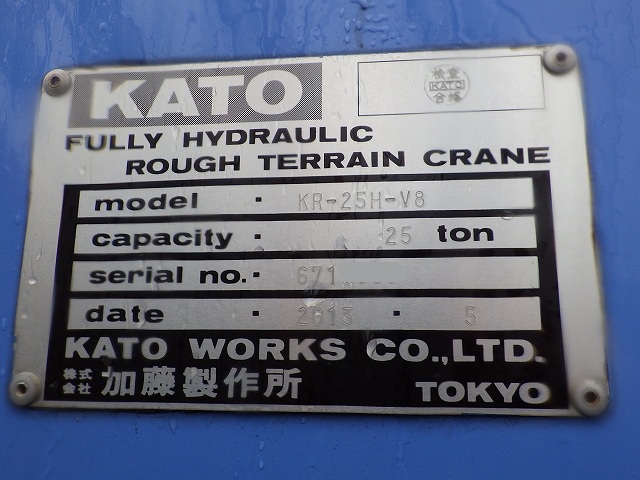 KATO
検査
KATO
合格
FULLY HYDRAULIC
ROUGH TERRAIN CRANE
model · KR-25H-V8
capacity · 25 ton
serial no. · 671
date · 2013 · 5
KATO WORKS CO.,LTD.
株式会社 加藤製作所 TOKYO